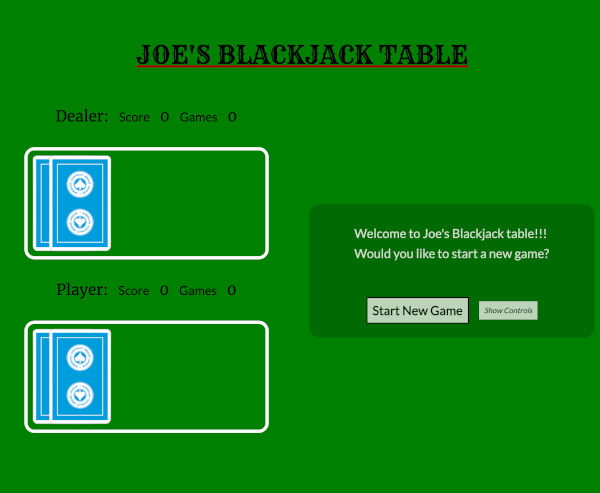 JOE'S BLACKJACK TABLE
Dealer: Score 0 Games 0
Welcome to Joe's Blackjack table!!!
Would you like to start a new game?
Player: Score 0 Games 0
Start New Game Show Controls